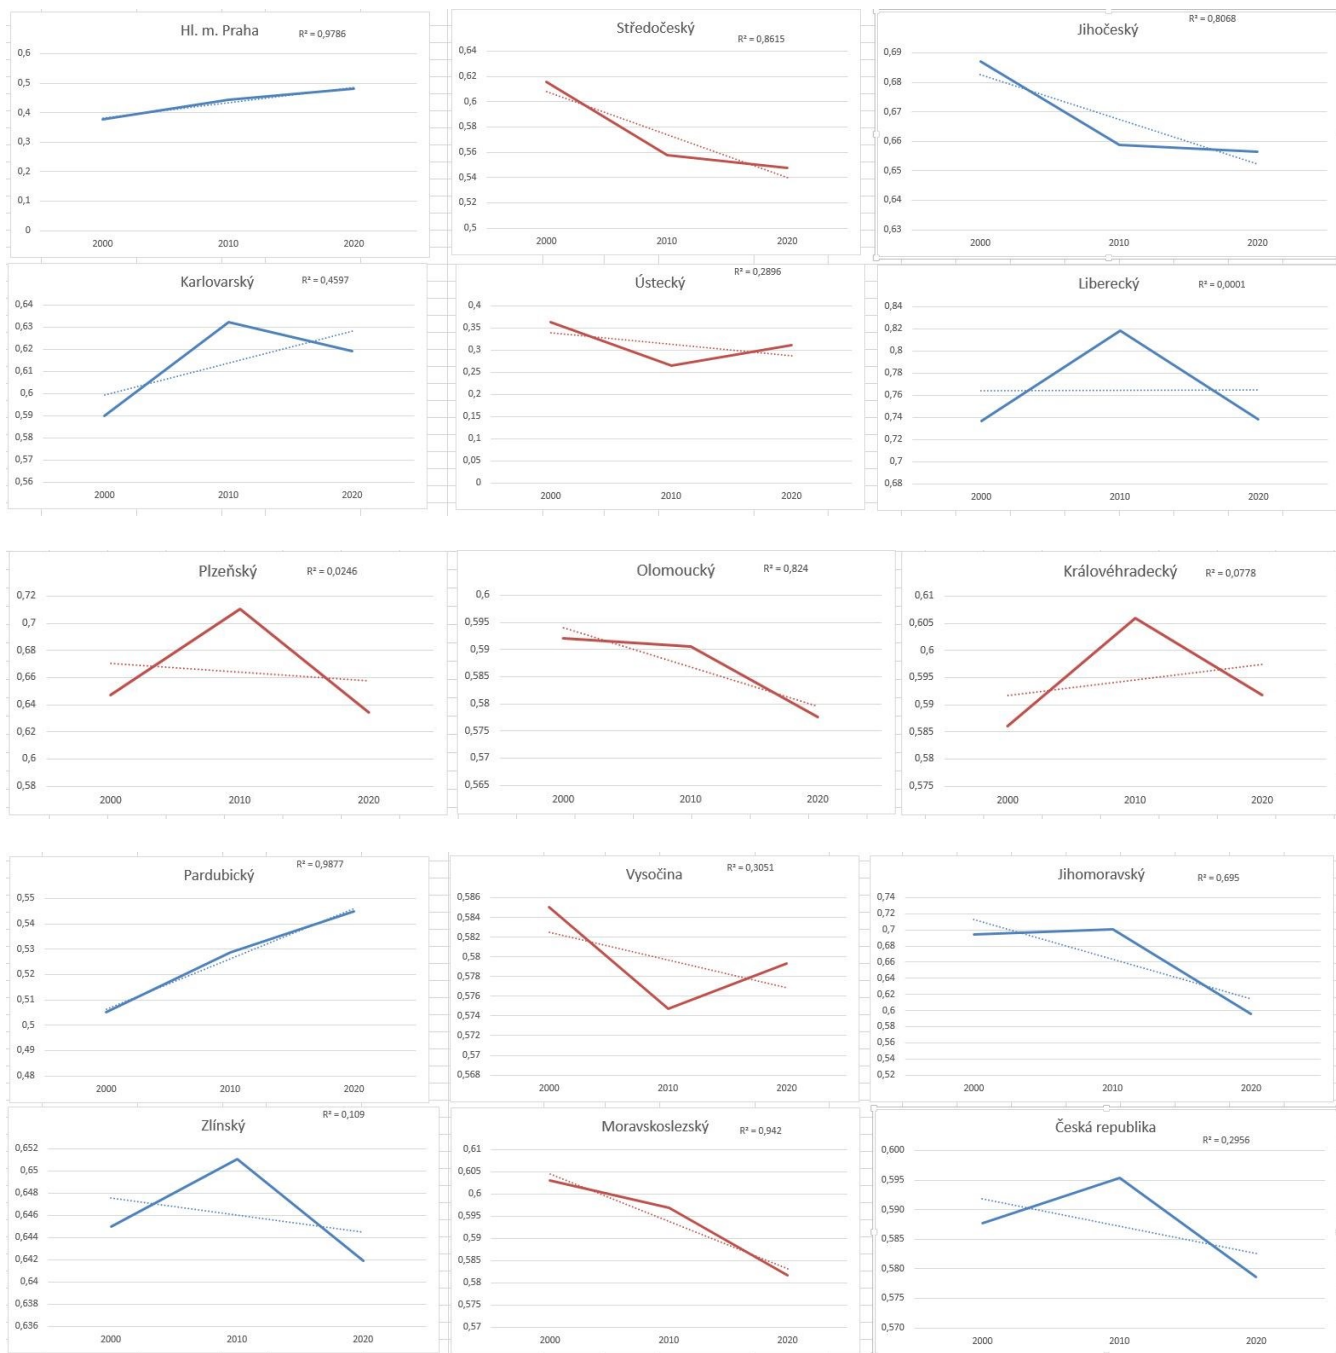 Hl. m. Praha
R² = 0,9786
0,6
0,5
0,4
0,3
0,2
0,1
0
2000 2010 2020
Středočeský
R² = 0,8615
0,64
0,62
0,6
0,58
0,56
0,54
0,52
0,5
2000 2010 2020
Jihočeský
R² = 0,8068
0,69
0,68
0,67
0,66
0,65
0,64
0,63
2000 2010 2020
Karlovarský
R² = 0,4597
0,64
0,63
0,62
0,61
0,6
0,59
0,58
0,57
0,56
2000 2010 2020
Ústecký
R² = 0,2896
0,4
0,35
0,3
0,25
0,2
0,15
0,1
0,05
0
2000 2010 2020
Liberecký
R² = 0,0001
0,84
0,82
0,8
0,78
0,76
0,74
0,72
0,7
0,68
2000 2010 2020
Plzeňský
R² = 0,0246
0,72
0,7
0,68
0,66
0,64
0,62
0,6
0,58
2000 2010 2020
Olomoucký
R² = 0,824
0,6
0,595
0,59
0,585
0,58
0,575
0,57
0,565
2000 2010 2020
Královéhradecký
R² = 0,0778
0,61
0,605
0,6
0,595
0,59
0,585
0,58
0,575
2000 2010 2020
Pardubický
R² = 0,9877
0,55
0,54
0,53
0,52
0,51
0,5
0,49
0,48
2000 2010 2020
Vysočina
R² = 0,3051
0,586
0,584
0,582
0,58
0,578
0,576
0,574
0,572
0,57
0,568
2000 2010 2020
Jihomoravský
R² = 0,695
0,74
0,72
0,7
0,68
0,66
0,64
0,62
0,6
0,58
0,56
0,54
0,52
2000 2010 2020
Zlínský
R² = 0,109
0,652
0,65
0,648
0,646
0,644
0,642
0,64
0,638
0,636
2000 2010 2020
Moravskoslezský
R² = 0,942
0,61
0,605
0,6
0,595
0,59
0,585
0,58
0,575
0,57
2000 2010 2020
Česká republika
R² = 0,2956
0,600
0,595
0,590
0,585
0,580
0,575
0,570
2000 2010 2020